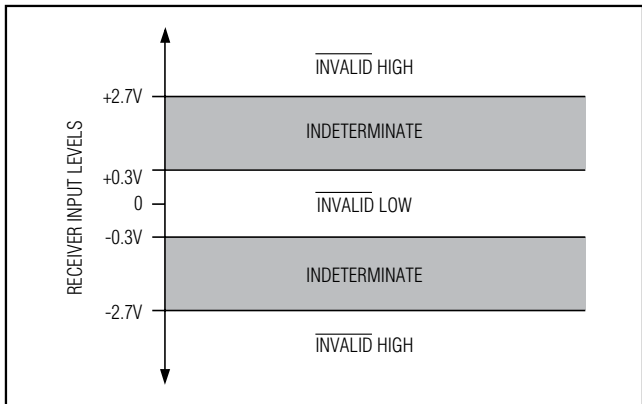 INVALID HIGH
+2.7V
INDETERMINATE
+0.3V
0
INVALID LOW
-0.3V
INDETERMINATE
-2.7V
INVALID HIGH
RECEIVER INPUT LEVELS